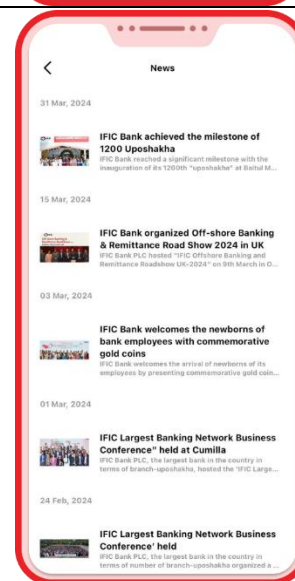 News
31 Mar, 2024
IFIC Bank achieved the milestone of
1200 Uposhakha
IFIC Bank reached a significant milestone with the
inauguration of its 1200th "uposhakha" at Baitul M...
15 Mar, 2024
IFIC Bank organized Off-shore Banking
& Remittance Road Show 2024 in UK
IFIC Bank PLC hosted "IFIC Offshore Banking and
Remittance Roadshow UK-2024" on 9th March in O...
03 Mar, 2024
IFIC Bank welcomes the newborns of
bank employees with commemorative
gold coins
IFIC Bank welcomes the arrival of newborns of its
employees by presenting commemorative gold coin...
01 Mar, 2024
IFIC Largest Banking Network Business
Conference" held at Cumilla
IFIC Bank PLC, the largest bank in the country in
terms of branch-uposhakha, hosted the 'IFIC Large...
24 Feb, 2024
IFIC Largest Banking Network Business
Conference' held
IFIC Bank PLC, the largest bank in the country in
terms of number of branch-uposhakha organized a ...